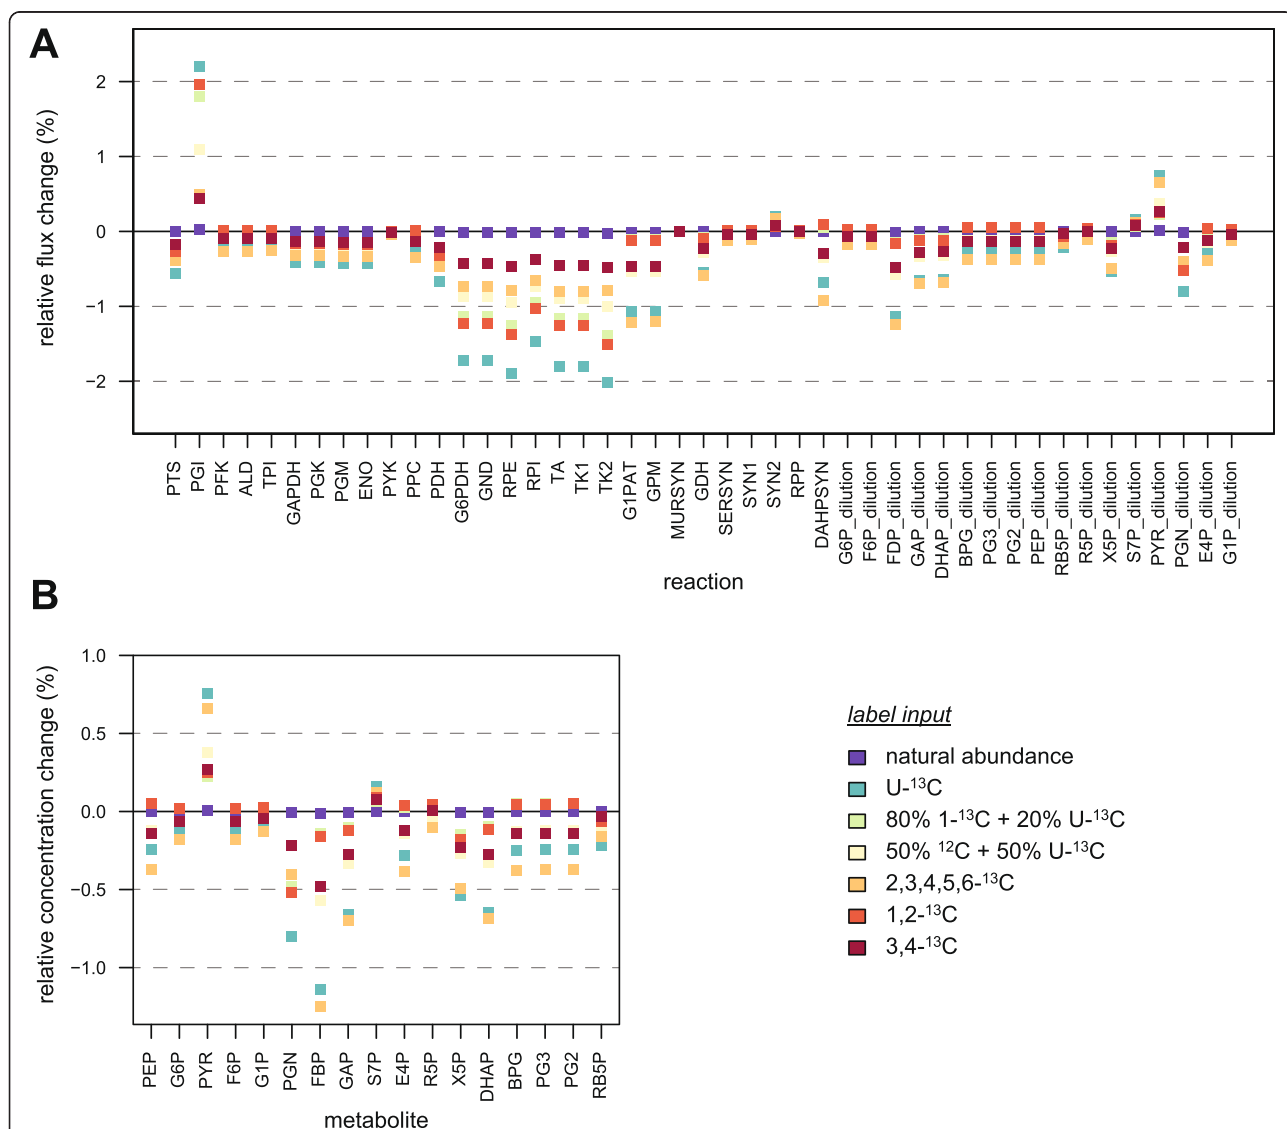 A
relative flux change (%)
2
1
0
−1
−2
PTS
PGI
PFK
ALD
TPI
GAPDH
PGK
PGM
ENO
PYK
PPC
PDH
G6PDH
GND
RPE
RPI
TA
TK1
TK2
G1PAT
GPM
MURSYN
GDH
SERSYN
SYN1
SYN2
RPP
DAHPSYN
G6P_dilution
F6P_dilution
FDP_dilution
GAP_dilution
DHAP_dilution
BPG_dilution
PG3_dilution
PG2_dilution
PEP_dilution
RB5P_dilution
R5P_dilution
X5P_dilution
S7P_dilution
PYR_dilution
PGN_dilution
E4P_dilution
G1P_dilution
reaction
B
relative concentration change (%)
1.0
0.5
0.0
−0.5
−1.0
PEP
G6P
PYR
F6P
G1P
PGN
FBP
GAP
S7P
E4P
R5P
X5P
DHAP
BPG
PG3
PG2
RB5P
metabolite
label input
natural abundance
U-¹³C
80% 1-¹³C + 20% U-¹³C
50% ¹²C + 50% U-¹³C
2,3,4,5,6-¹³C
1,2-¹³C
3,4-¹³C